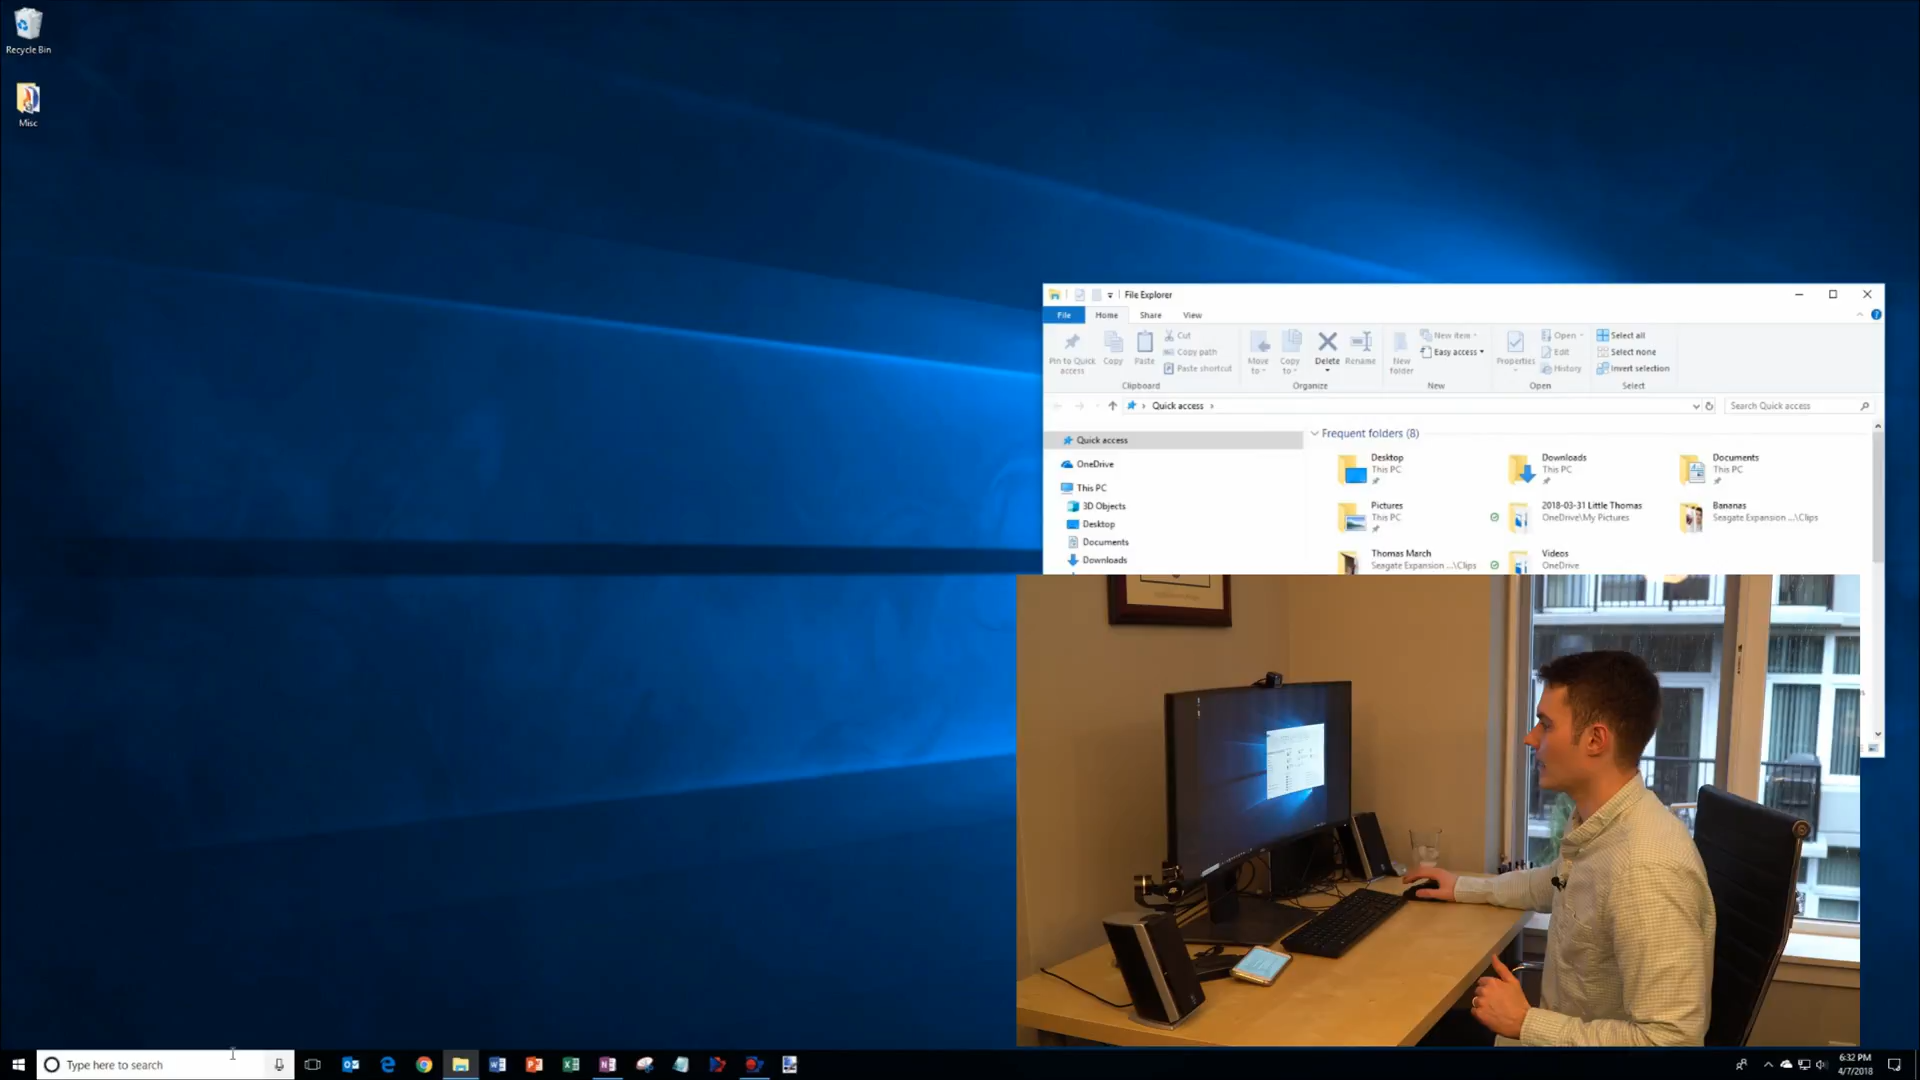 Recycle Bin
Misc
File Explorer
File Home Share View
Pin to Quick access
Copy
Paste
Cut
Copy path
Paste shortcut
Clipboard
Move to
Copy to
Delete
Rename
Organize
New folder
New item
Easy access
New
Properties
Open
Edit
History
Open
Select all
Select none
Invert selection
Select
Quick access
Search Quick access
Quick access
OneDrive
This PC
3D Objects
Desktop
Documents
Downloads
Frequent folders (8)
Desktop
This PC
Downloads
This PC
Documents
This PC
Pictures
This PC
2018-03-31 Little Thomas
OneDrive\My Pictures
Bananas
Seagate Expansion ...\Clips
Thomas March
Seagate Expansion ...\Clips
Videos
OneDrive
Type here to search
6:32 PM
4/7/2018